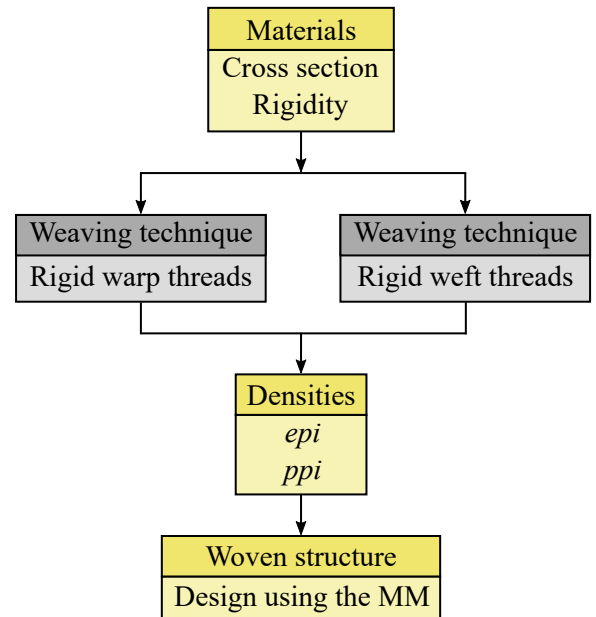 Materials
Cross section
Rigidity
Weaving technique
Rigid warp threads
Weaving technique
Rigid weft threads
Densities
epi
ppi
Woven structure
Design using the MM